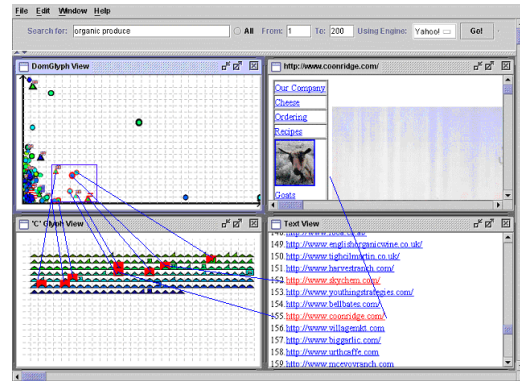 File Edit Window Help
Search for: organic produce All From: 1 To: 200 Using Engine: Yahoo! Go!
DomGlyph View
http://www.coonridge.com/
Our Company
Cheese
Ordering
Recipes
Goats
'C' Glyph View
Text View
149.http://www.englishorganicwine.co.uk/
150.http://www.tighcilmartin.co.uk/
151.http://www.harvestranch.com/
152.http://www.skychem.com/
153.http://www.youthingstrategies.com/
154.http://www.bellbates.com/
155.http://www.coonridge.com/
156.http://www.villagemkt.com
157.http://www.biggarlic.com/
158.http://www.urthcaffe.com
159.http://www.mcevoyranch.com